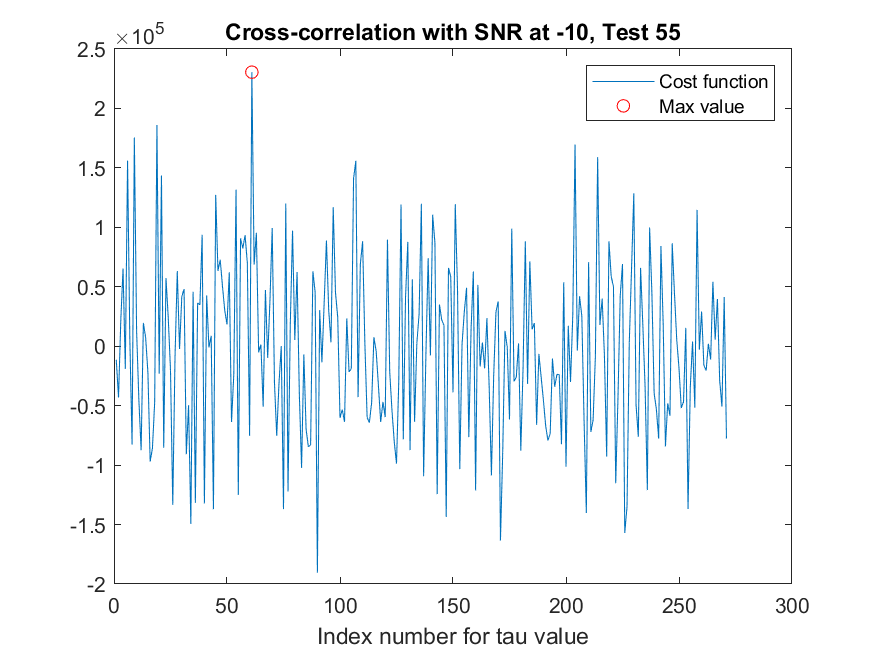 Cross-correlation with SNR at -10, Test 55
×10⁵
2.5
2
1.5
1
0.5
0
-0.5
-1
-1.5
-2
Cost function
Max value
0 50 100 150 200 250 300
Index number for tau value